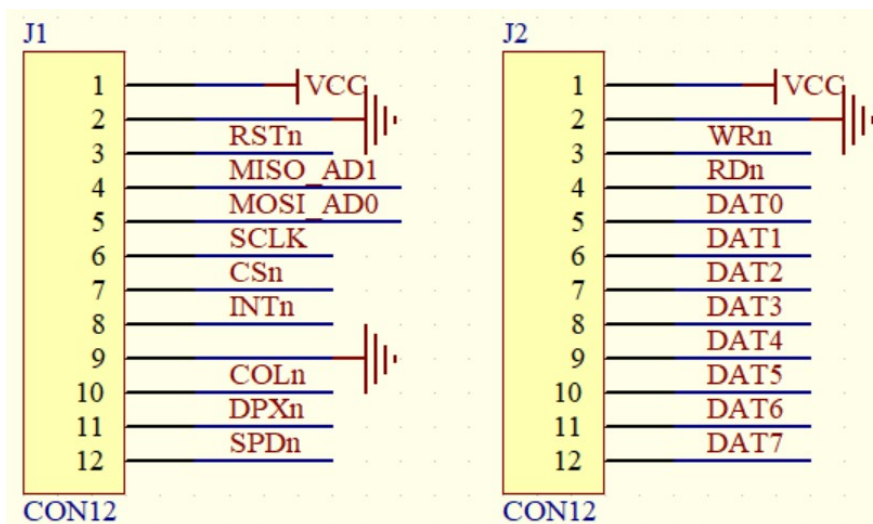 J1
1 VCC
2
3 RSTn
4 MISO_AD1
5 MOSI_AD0
6 SCLK
7 CSn
8 INTn
9
10 COLn
11 DPXn
12 SPDn
CON12
J2
1 VCC
2
3 WRn
4 RDn
5 DAT0
6 DAT1
7 DAT2
8 DAT3
9 DAT4
10 DAT5
11 DAT6
12 DAT7
CON12